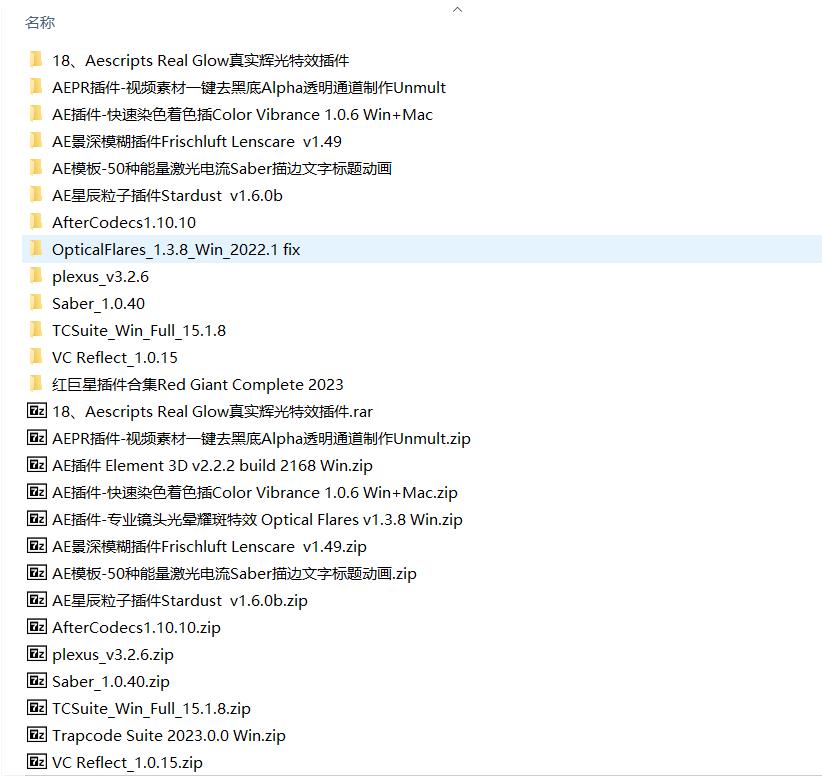 名称
18、Aescripts Real Glow真实辉光特效插件
AEPR插件-视频素材一键去黑底Alpha透明通道制作Unmult
AE插件-快速染色着色插Color Vibrance 1.0.6 Win+Mac
AE景深模糊插件Frischluft Lenscare  v1.49
AE模板-50种能量激光电流Saber描边文字标题动画
AE星辰粒子插件Stardust  v1.6.0b
AfterCodecs1.10.10
OpticalFlares_1.3.8_Win_2022.1 fix
plexus_v3.2.6
Saber_1.0.40
TCSuite_Win_Full_15.1.8
VC Reflect_1.0.15
红巨星插件合集Red Giant Complete 2023
18、Aescripts Real Glow真实辉光特效插件.rar
AEPR插件-视频素材一键去黑底Alpha透明通道制作Unmult.zip
AE插件 Element 3D v2.2.2 build 2168 Win.zip
AE插件-快速染色着色插Color Vibrance 1.0.6 Win+Mac.zip
AE插件-专业镜头光晕耀斑特效 Optical Flares v1.3.8 Win.zip
AE景深模糊插件Frischluft Lenscare  v1.49.zip
AE模板-50种能量激光电流Saber描边文字标题动画.zip
AE星辰粒子插件Stardust  v1.6.0b.zip
AfterCodecs1.10.10.zip
plexus_v3.2.6.zip
Saber_1.0.40.zip
TCSuite_Win_Full_15.1.8.zip
Trapcode Suite 2023.0.0 Win.zip
VC Reflect_1.0.15.zip